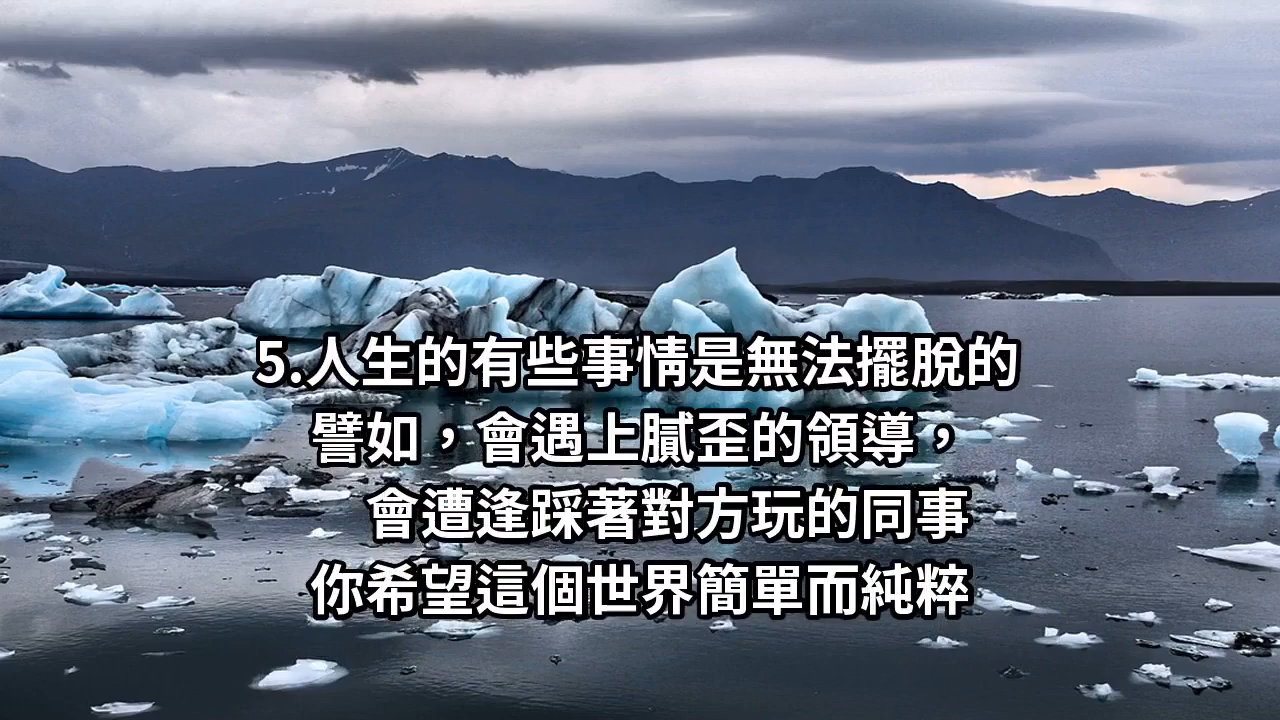 5.人生的有些事情是無法擺脫的
譬如，會遇上膩歪的領導，
會遭逢踩著對方玩的同事
你希望這個世界簡單而純粹